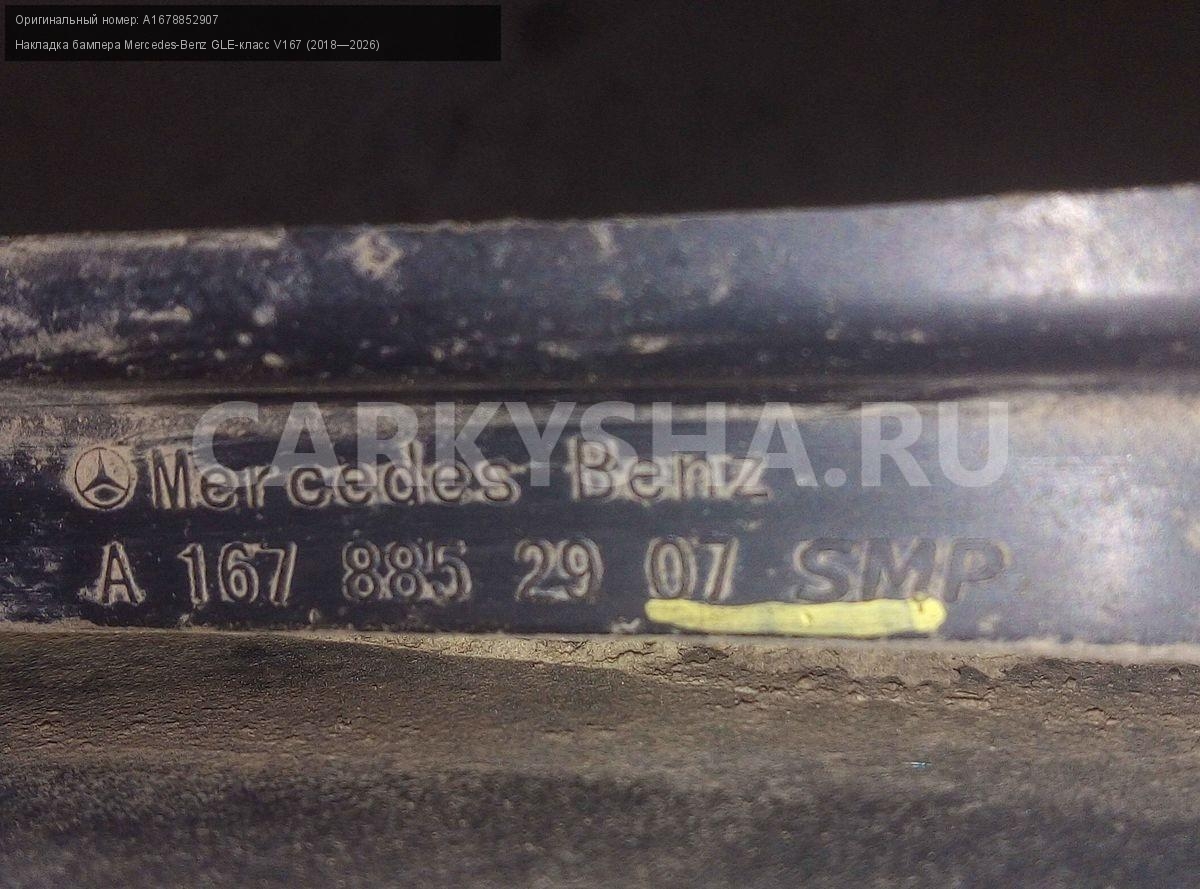 Оригинальный номер: A1678852907
Накладка бампера Mercedes-Benz GLE-класс V167 (2018—2026)
CARKYSHA.RU
Mercedes Benz
A 167 885 29 07 SMP